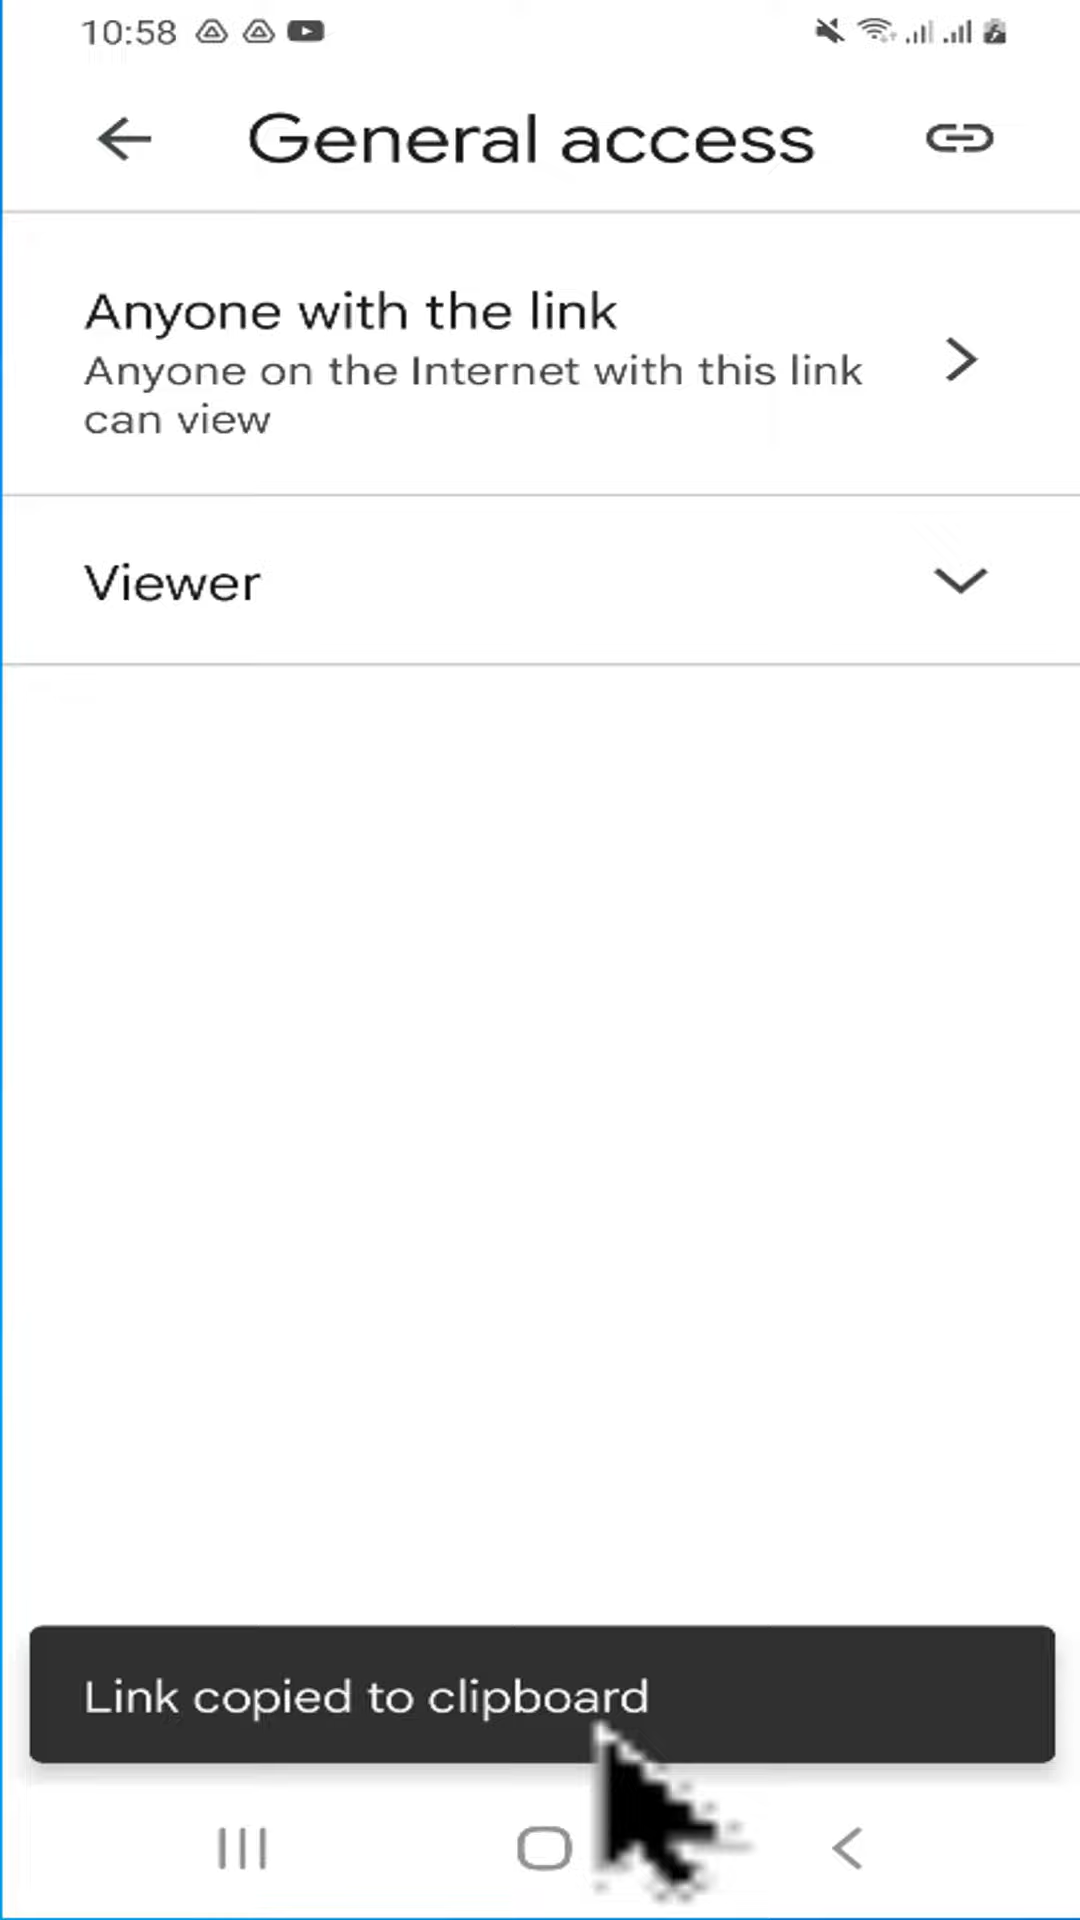 10:58
General access
Anyone with the link
Anyone on the Internet with this link
can view
Viewer
Link copied to clipboard